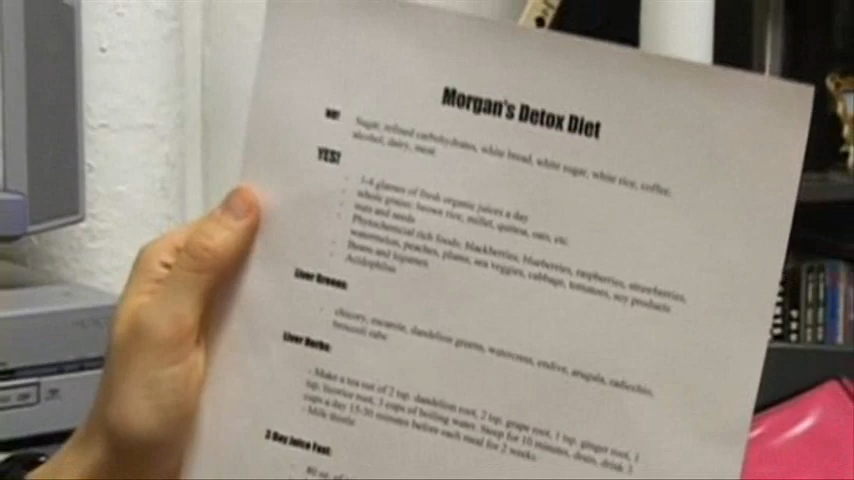 Morgan's Detox Diet
NO! Sugar, refined carbohydrates, white bread, white sugar, white rice, coffee,
alcohol, dairy, meat
YES!
- 3-4 glasses of fresh organic juices a day
- whole grains: brown rice, millet, quinoa, oats, etc.
- nuts and seeds
- Phytochemical rich foods: blackberries, blueberries, raspberries, strawberries,
watermelon, peaches, plums, sea veggies, cabbage, tomatoes, soy products
- Beans and legumes
- Acidophilus
Liver Greens:
- chicory, escarole, dandelion greens, watercress, endive, arugula, radicchio,
broccoli rabe
Liver Herbs:
- Make a tea out of 2 tsp. dandelion root, 2 tsp. grape root, 1 tsp. ginger root, 1
tsp. licorice root, 3 cups of boiling water. Steep for 10 minutes, drain, drink 3
cups a day 15-30 minutes before each meal for 2 weeks.
- Milk thistle
3 Day Juice Fast:
- 80 oz. of